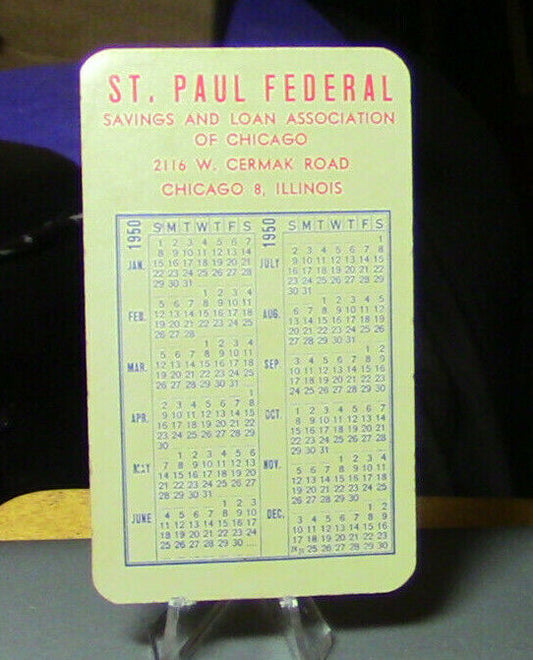 ST. PAUL FEDERAL
SAVINGS AND LOAN ASSOCIATION
OF CHICAGO
2116 W. CERMAK ROAD
CHICAGO 8, ILLINOIS
1950 S M T W T F S
JAN.
1 2 3 4 5 6 7
8 9 10 11 12 13 14
15 16 17 18 19 20 21
22 23 24 25 26 27 28
29 30 31
FEB.
1 2 3 4
5 6 7 8 9 10 11
12 13 14 15 16 17 18
19 20 21 22 23 24 25
26 27 28
MAR.
1 2 3 4
5 6 7 8 9 10 11
12 13 14 15 16 17 18
19 20 21 22 23 24 25
26 27 28 29 30 31
APR.
1
2 3 4 5 6 7 8
9 10 11 12 13 14 15
16 17 18 19 20 21 22
23 24 25 26 27 28 29
30
MAY
1 2 3 4 5 6
7 8 9 10 11 12 13
14 15 16 17 18 19 20
21 22 23 24 25 26 27
28 29 30 31
JUNE
1 2 3
4 5 6 7 8 9 10
11 12 13 14 15 16 17
18 19 20 21 22 23 24
25 26 27 28 29 30 ....
1950 S M T W T F S
JULY
1
2 3 4 5 6 7 8
9 10 11 12 13 14 15
16 17 18 19 20 21 22
23 24 25 26 27 28 29
30 31
AUG.
1 2 3 4 5
6 7 8 9 10 11 12
13 14 15 16 17 18 19
20 21 22 23 24 25 26
27 28 29 30 31
SEP.
1 2
3 4 5 6 7 8 9
10 11 12 13 14 15 16
17 18 19 20 21 22 23
24 25 26 27 28 29 30
OCT.
1 2 3 4 5 6 7
8 9 10 11 12 13 14
15 16 17 18 19 20 21
22 23 24 25 26 27 28
29 30 31
NOV.
1 2 3 4
5 6 7 8 9 10 11
12 13 14 15 16 17 18
19 20 21 22 23 24 25
26 27 28 29 30
DEC.
1 2
3 4 5 6 7 8 9
10 11 12 13 14 15 16
17 18 19 20 21 22 23
24/31 25 26 27 28 29 30